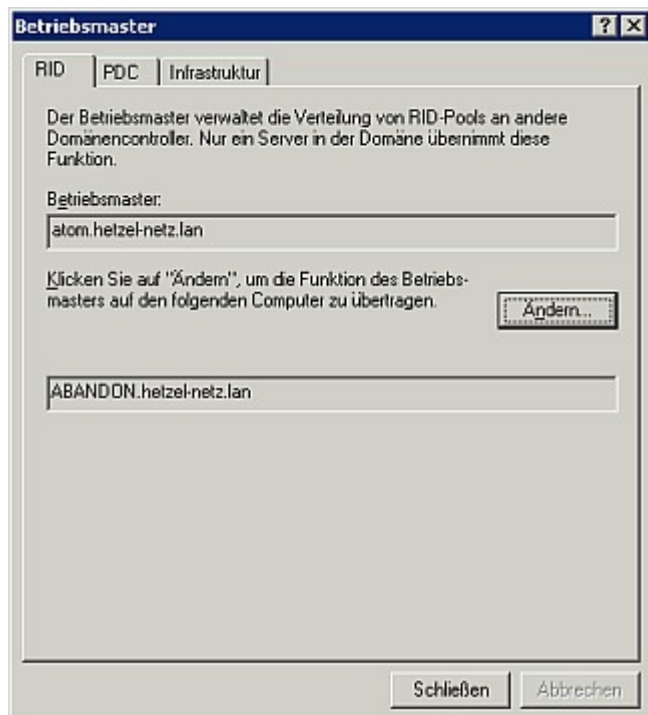 Betriebsmaster
RID
PDC
Infrastruktur
Der Betriebsmaster verwaltet die Verteilung von RID-Pools an andere
Domänencontroller. Nur ein Server in der Domäne übernimmt diese
Funktion.
Betriebsmaster:
atom.hetzel-netz.lan
Klicken Sie auf "Ändern", um die Funktion des Betriebs-
masters auf den folgenden Computer zu übertragen.
Ändern...
ABANDON.hetzel-netz.lan
Schließen
Abbrechen